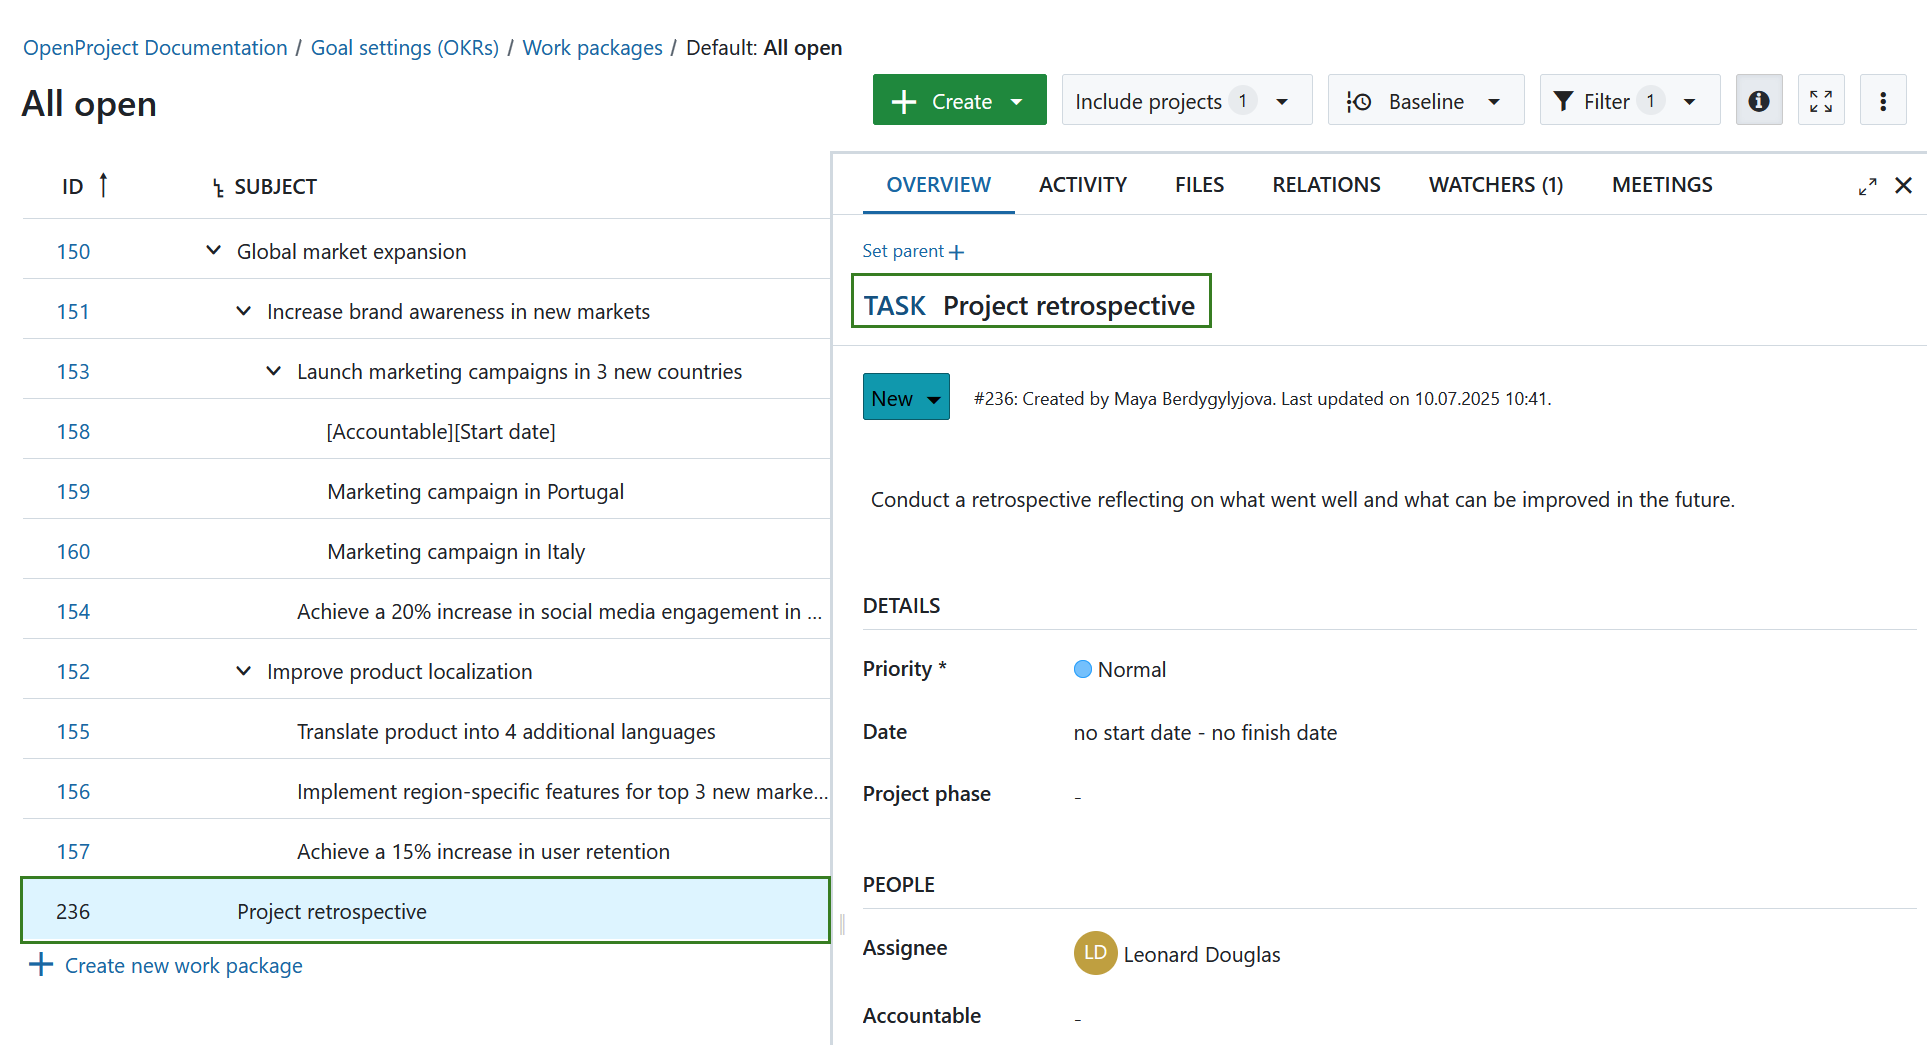 OpenProject Documentation / Goal settings (OKRs) / Work packages / Default: All open
All open
Create
Include projects 1
Baseline
Filter 1
ID SUBJECT
150 Global market expansion
151 Increase brand awareness in new markets
153 Launch marketing campaigns in 3 new countries
158 [Accountable][Start date]
159 Marketing campaign in Portugal
160 Marketing campaign in Italy
154 Achieve a 20% increase in social media engagement in ...
152 Improve product localization
155 Translate product into 4 additional languages
156 Implement region-specific features for top 3 new marke...
157 Achieve a 15% increase in user retention
236 Project retrospective
Create new work package
OVERVIEW ACTIVITY FILES RELATIONS WATCHERS (1) MEETINGS
Set parent
TASK Project retrospective
New #236: Created by Maya Berdygylyjova. Last updated on 10.07.2025 10:41.
Conduct a retrospective reflecting on what went well and what can be improved in the future.
DETAILS
Priority * Normal
Date no start date - no finish date
Project phase -
PEOPLE
Assignee LD Leonard Douglas
Accountable -